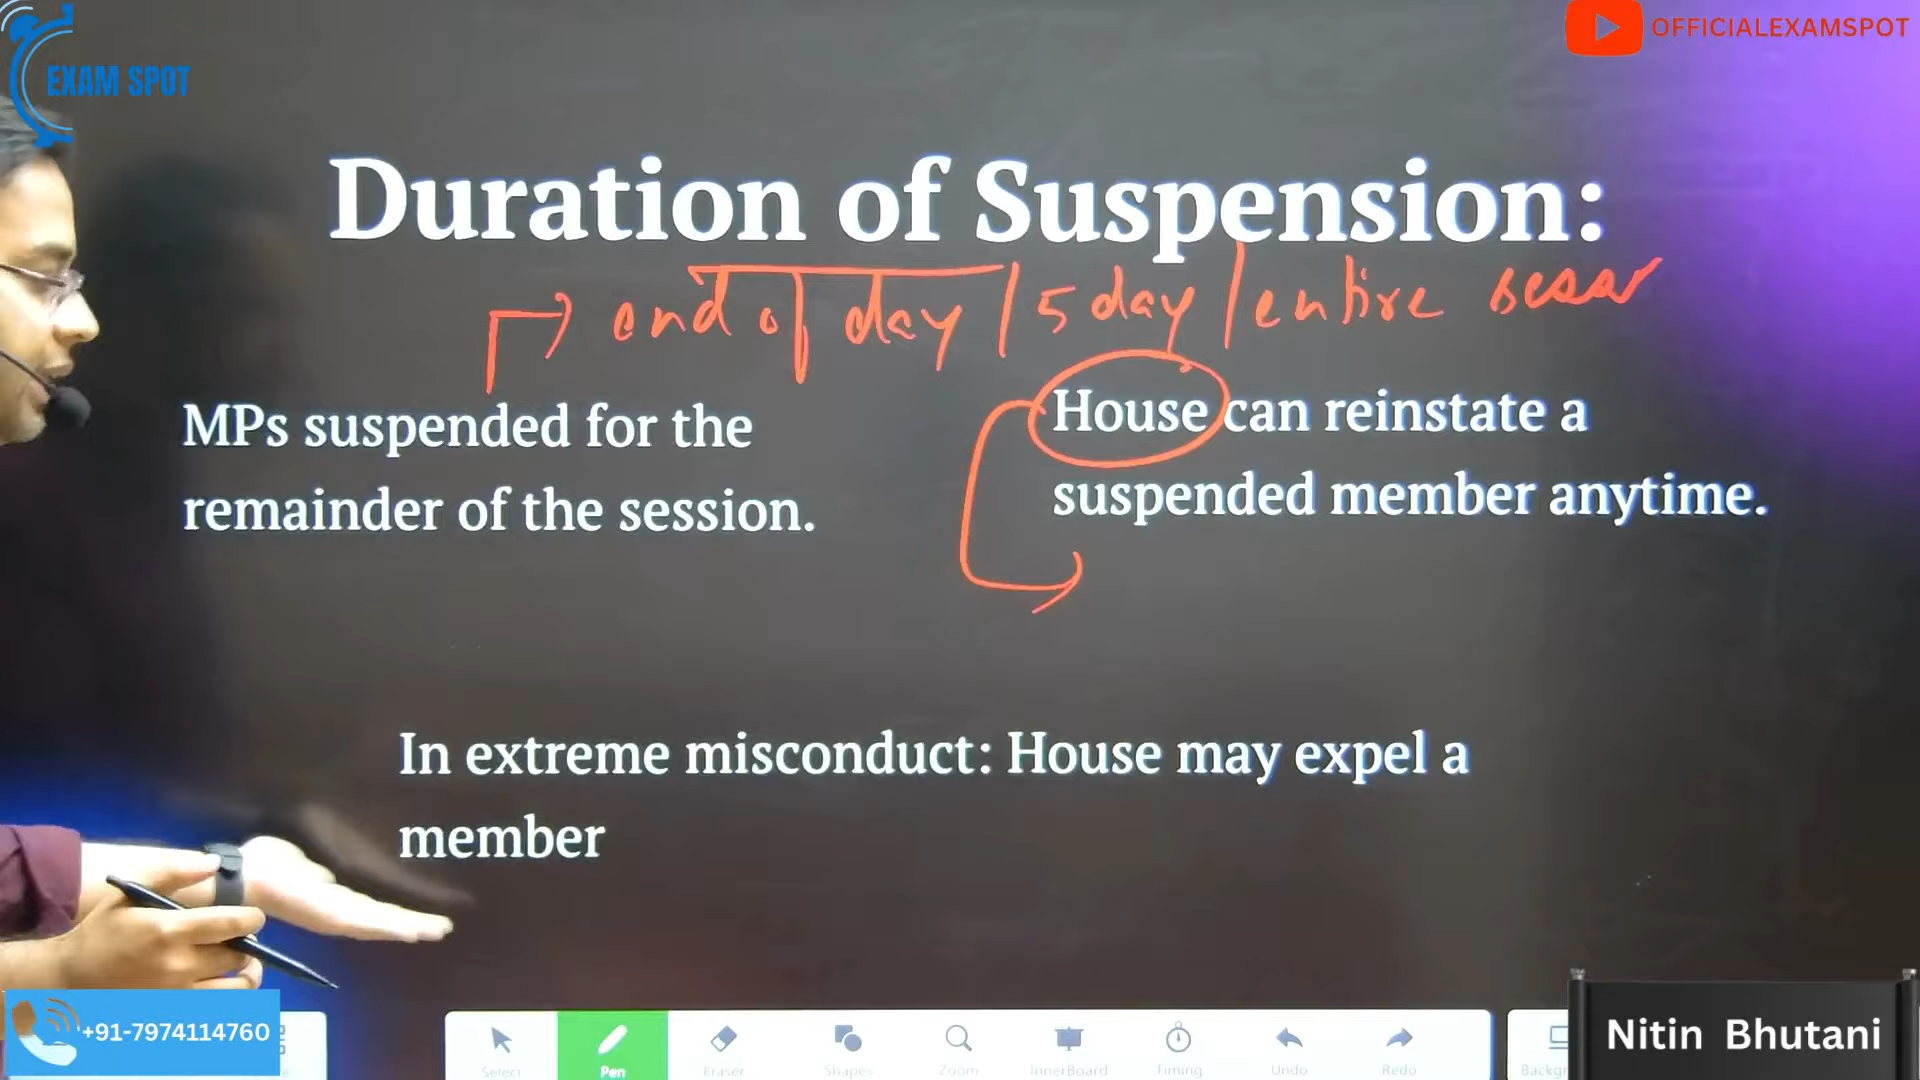 EXAM SPOT
OFFICIALEXAMSPOT
Duration of Suspension:
end of day / 5 day / entire
MPs suspended for the
remainder of the session.
House can reinstate a
suspended member anytime.
In extreme misconduct: House may expel a
member
+91-7974114760
Select
Pen
Eraser
Shapes
Zoom
InnerBoard
Timing
Undo
Redo
Nitin Bhutani